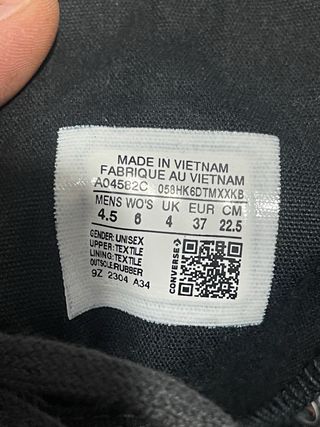 MADE IN VIETNAM
FABRIQUE AU VIETNAM
A04582C 058HK6DTMXXKB
MENS WO'S UK EUR CM
4.5 6 4 37 22.5
GENDER: UNISEX
UPPER: TEXTILE
LINING: TEXTILE
OUTSOLE:RUBBER
9Z 2304 A34
CONVERSE